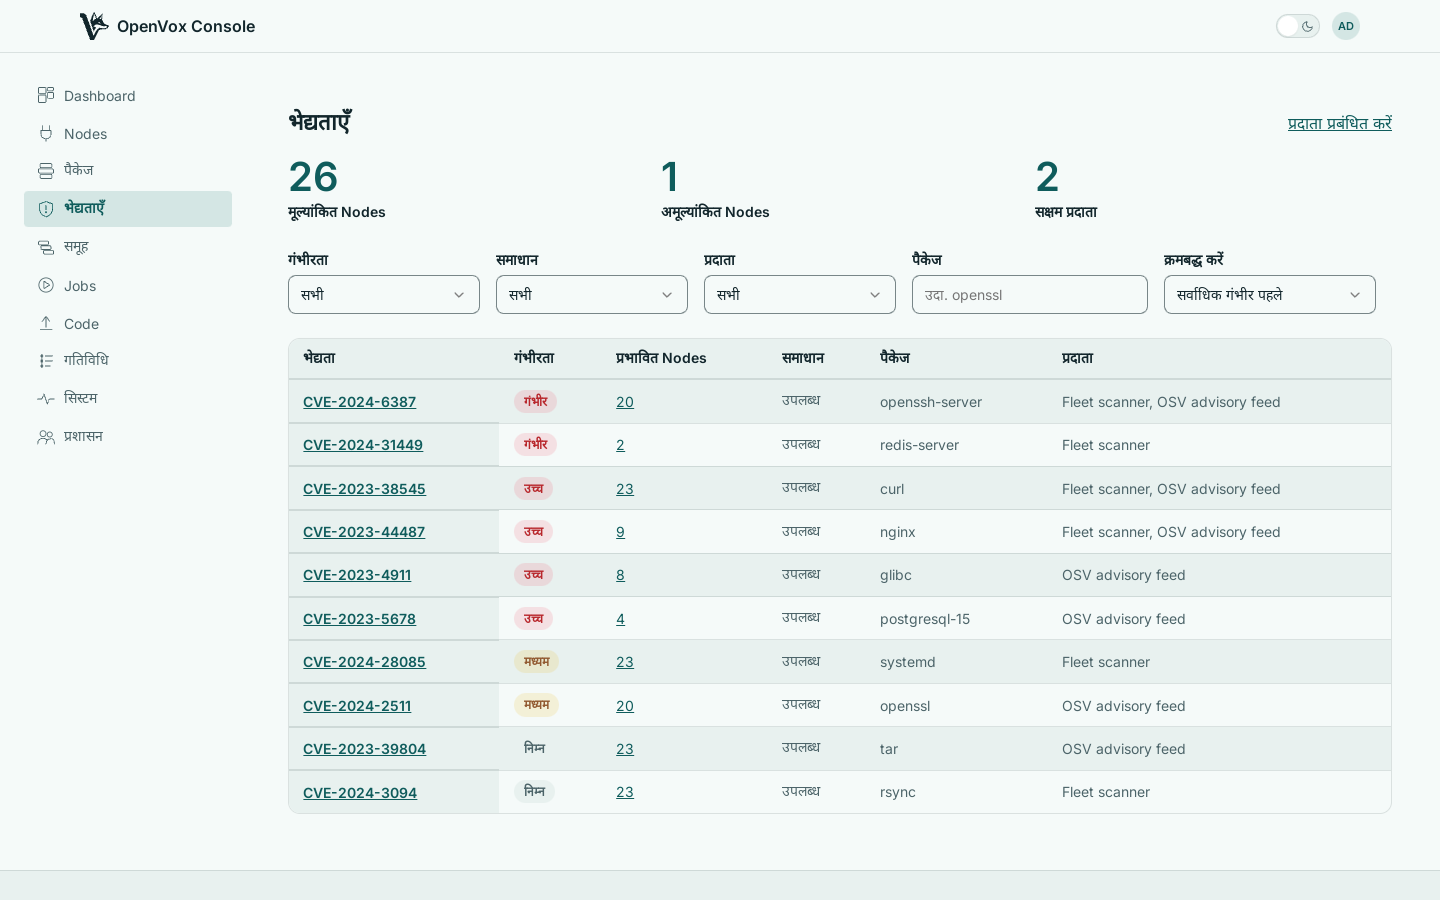 OpenVox Console
AD
Dashboard
Nodes
पैकेज
भेद्यताएँ
समूह
Jobs
Code
गतिविधि
सिस्टम
प्रशासन
भेद्यताएँ
प्रदाता प्रबंधित करें
26
मूल्यांकित Nodes
1
अमूल्यांकित Nodes
2
सक्षम प्रदाता
गंभीरता
सभी
समाधान
सभी
प्रदाता
सभी
पैकेज
उदा. openssl
क्रमबद्ध करें
सर्वाधिक गंभीर पहले
भेद्यता गंभीरता प्रभावित Nodes समाधान पैकेज प्रदाता
CVE-2024-6387 गंभीर 20 उपलब्ध openssh-server Fleet scanner, OSV advisory feed
CVE-2024-31449 गंभीर 2 उपलब्ध redis-server Fleet scanner
CVE-2023-38545 उच्च 23 उपलब्ध curl Fleet scanner, OSV advisory feed
CVE-2023-44487 उच्च 9 उपलब्ध nginx Fleet scanner, OSV advisory feed
CVE-2023-4911 उच्च 8 उपलब्ध glibc OSV advisory feed
CVE-2023-5678 उच्च 4 उपलब्ध postgresql-15 OSV advisory feed
CVE-2024-28085 मध्यम 23 उपलब्ध systemd Fleet scanner
CVE-2024-2511 मध्यम 20 उपलब्ध openssl OSV advisory feed
CVE-2023-39804 निम्न 23 उपलब्ध tar OSV advisory feed
CVE-2024-3094 निम्न 23 उपलब्ध rsync Fleet scanner